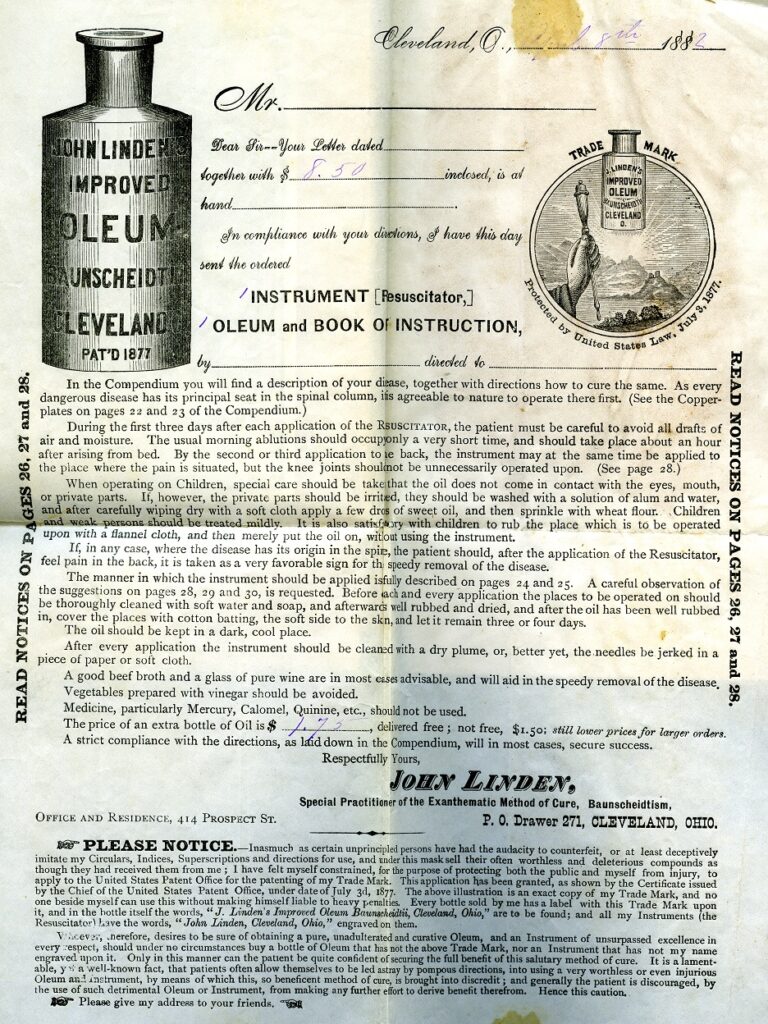 Cleveland, O., 8th 1882
JOHN LINDEN'S
IMPROVED
OLEUM
BAUNSCHEIDTII
CLEVELAND
PAT'D 1877
Mr.
Dear Sir--Your Letter dated
together with $ 8.50 inclosed, is at
hand
In compliance with your directions, I have this day
sent the ordered
1 INSTRUMENT [Resuscitator,]
1 OLEUM and BOOK OF INSTRUCTION,
by directed to
TRADE MARK
J. LINDEN'S
IMPROVED
OLEUM
BAUNSCHEIDTII
CLEVELAND
O.
Protected by United States Law, July 3, 1877.
READ NOTICES ON PAGES 26, 27 and 28.
READ NOTICES ON PAGES 26, 27 and 28.
In the Compendium you will find a description of your disease, together with directions how to cure the same. As every
dangerous disease has its principal seat in the spinal column, it is agreeable to nature to operate there first. (See the Copper-
plates on pages 22 and 23 of the Compendium.)
During the first three days after each application of the RSUSCITATOR, the patient must be careful to avoid all drafts of
air and moisture. The usual morning ablutions should occupy only a very short time, and should take place about an hour
after arising from bed. By the second or third application to the back, the instrument may at the same time be applied to
the place where the pain is situated, but the knee joints should not be unnecessarily operated upon. (See page 28.)
When operating on Children, special care should be taken that the oil does not come in contact with the eyes, mouth,
or private parts. If, however, the private parts should be irritated, they should be washed with a solution of alum and water,
and after carefully wiping dry with a soft cloth apply a few drops of sweet oil, and then sprinkle with wheat flour. Children
and weak persons should be treated mildly. It is also satisfactory with children to rub the place which is to be operated
upon with a flannel cloth, and then merely put the oil on, without using the instrument.
If, in any case, where the disease has its origin in the spine, the patient should, after the application of the Resuscitator,
feel pain in the back, it is taken as a very favorable sign for the speedy removal of the disease.
The manner in which the instrument should be applied is fully described on pages 24 and 25. A careful observation of
the suggestions on pages 28, 29 and 30, is requested. Before each and every application the places to be operated on should
be thoroughly cleaned with soft water and soap, and afterwards well rubbed and dried, and after the oil has been well rubbed
in, cover the places with cotton batting, the soft side to the skin, and let it remain three or four days.
The oil should be kept in a dark, cool place.
After every application the instrument should be cleaned with a dry plume, or, better yet, the needles be jerked in a
piece of paper or soft cloth.
A good beef broth and a glass of pure wine are in most cases advisable, and will aid in the speedy removal of the disease.
Vegetables prepared with vinegar should be avoided.
Medicine, particularly Mercury, Calomel, Quinine, etc., should not be used.
The price of an extra bottle of Oil is $ 1.75, delivered free; not free, $1.50; still lower prices for larger orders.
A strict compliance with the directions, as laid down in the Compendium, will in most cases, secure success.
Respectfully Yours,
JOHN LINDEN,
Special Practitioner of the Exanthematic Method of Cure, Baunscheidtism,
OFFICE AND RESIDENCE, 414 PROSPECT ST. P. O. Drawer 271, CLEVELAND, OHIO.
PLEASE NOTICE.—Inasmuch as certain unprincipled persons have had the audacity to counterfeit, or at least deceptively
imitate my Circulars, Indices, Superscriptions and directions for use, and under this mask sell their often worthless and deleterious compounds as
though they had received them from me; I have felt myself constrained, for the purpose of protecting both the public and myself from injury, to
apply to the United States Patent Office for the patenting of my Trade Mark. This application has been granted, as shown by the Certificate issued
by the Chief of the United States Patent Office, under date of July 3d, 1877. The above illustration is an exact copy of my Trade Mark, and no
one beside myself can use this without making himself liable to heavy penalties. Every bottle sold by me has a label with this Trade Mark upon
it, and in the bottle itself the words, "J. Linden's Improved Oleum Baunscheidtii, Cleveland, Ohio," are to be found; and all my Instruments (the
Resuscitator) have the words, "John Linden, Cleveland, Ohio," engraved on them.
Whoever, therefore, desires to be sure of obtaining a pure, unadulterated and curative Oleum, and an Instrument of unsurpassed excellence in
every respect, should under no circumstances buy a bottle of Oleum that has not the above Trade Mark, nor an Instrument that has not my name
engraved upon it. Only in this manner can the patient be quite confident of securing the full benefit of this salutary method of cure. It is a lament-
able, yet a well-known fact, that patients often allow themselves to be led astray by pompous directions, into using a very worthless or even injurious
Oleum and Instrument, by means of which this, so beneficent method of cure, is brought into discredit; and generally the patient is discouraged, by
the use of such detrimental Oleum or Instrument, from making any further effort to derive benefit therefrom. Hence this caution.
Please give my address to your friends.